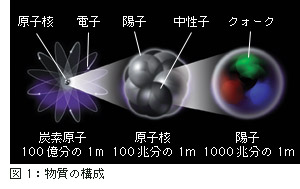 原子核 電子 陽子 中性子 クォーク
炭素原子 原子核 陽子
100億分の1m 100兆分の1m 1000兆分の1m
図1:物質の構成